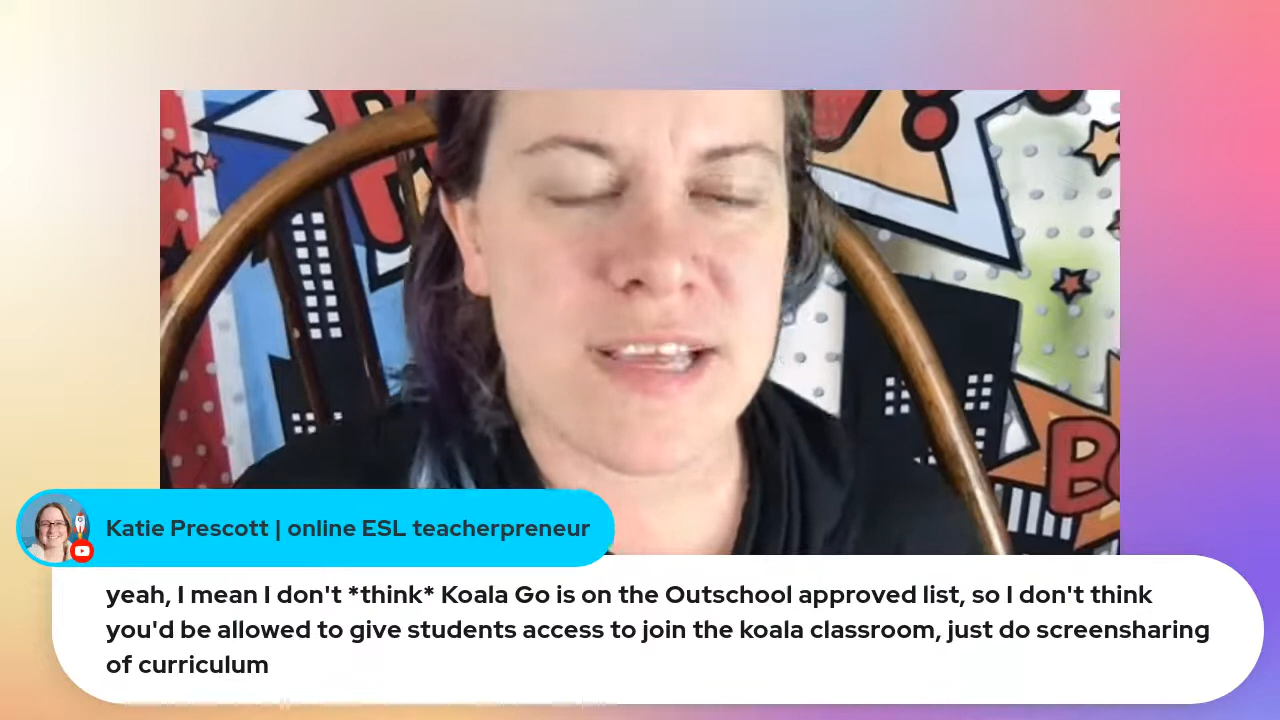 Katie Prescott | online ESL teacherpreneur
yeah, I mean I don't *think* Koala Go is on the Outschool approved list, so I don't think
you'd be allowed to give students access to join the koala classroom, just do screensharing
of curriculum